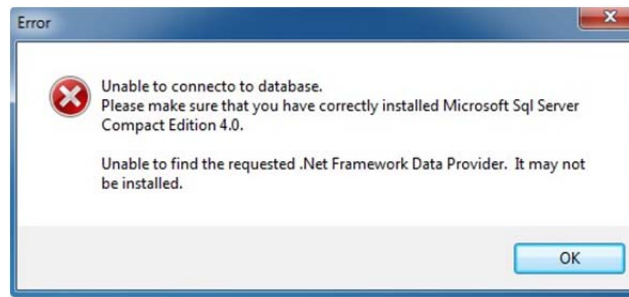 Error
Unable to connecto to database.
Please make sure that you have correctly installed Microsoft Sql Server
Compact Edition 4.0.
Unable to find the requested .Net Framework Data Provider. It may not
be installed.
OK